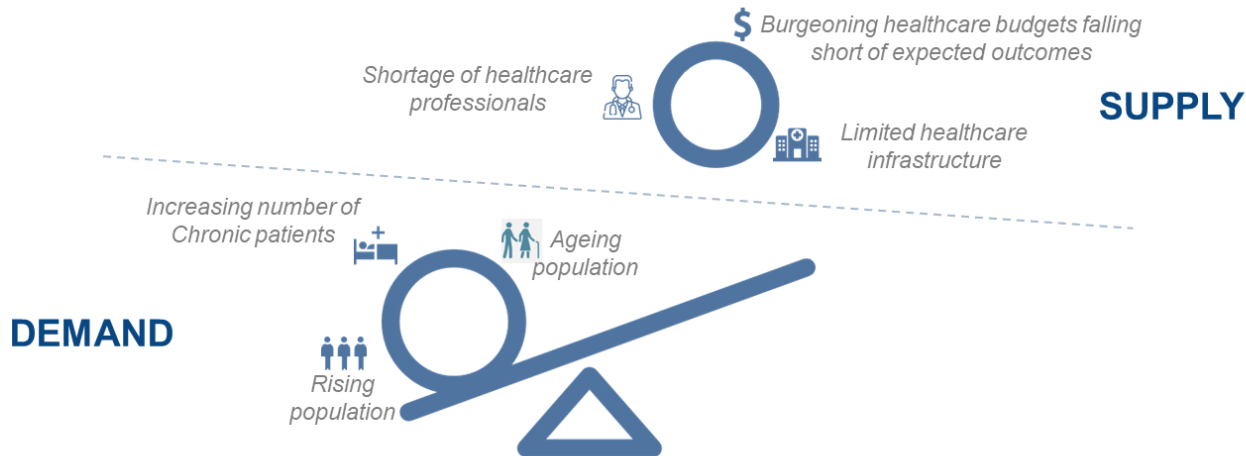 Burgeoning healthcare budgets falling
short of expected outcomes
Shortage of healthcare
professionals
SUPPLY
Limited healthcare
infrastructure
Increasing number of
Chronic patients
Ageing
population
DEMAND
Rising
population